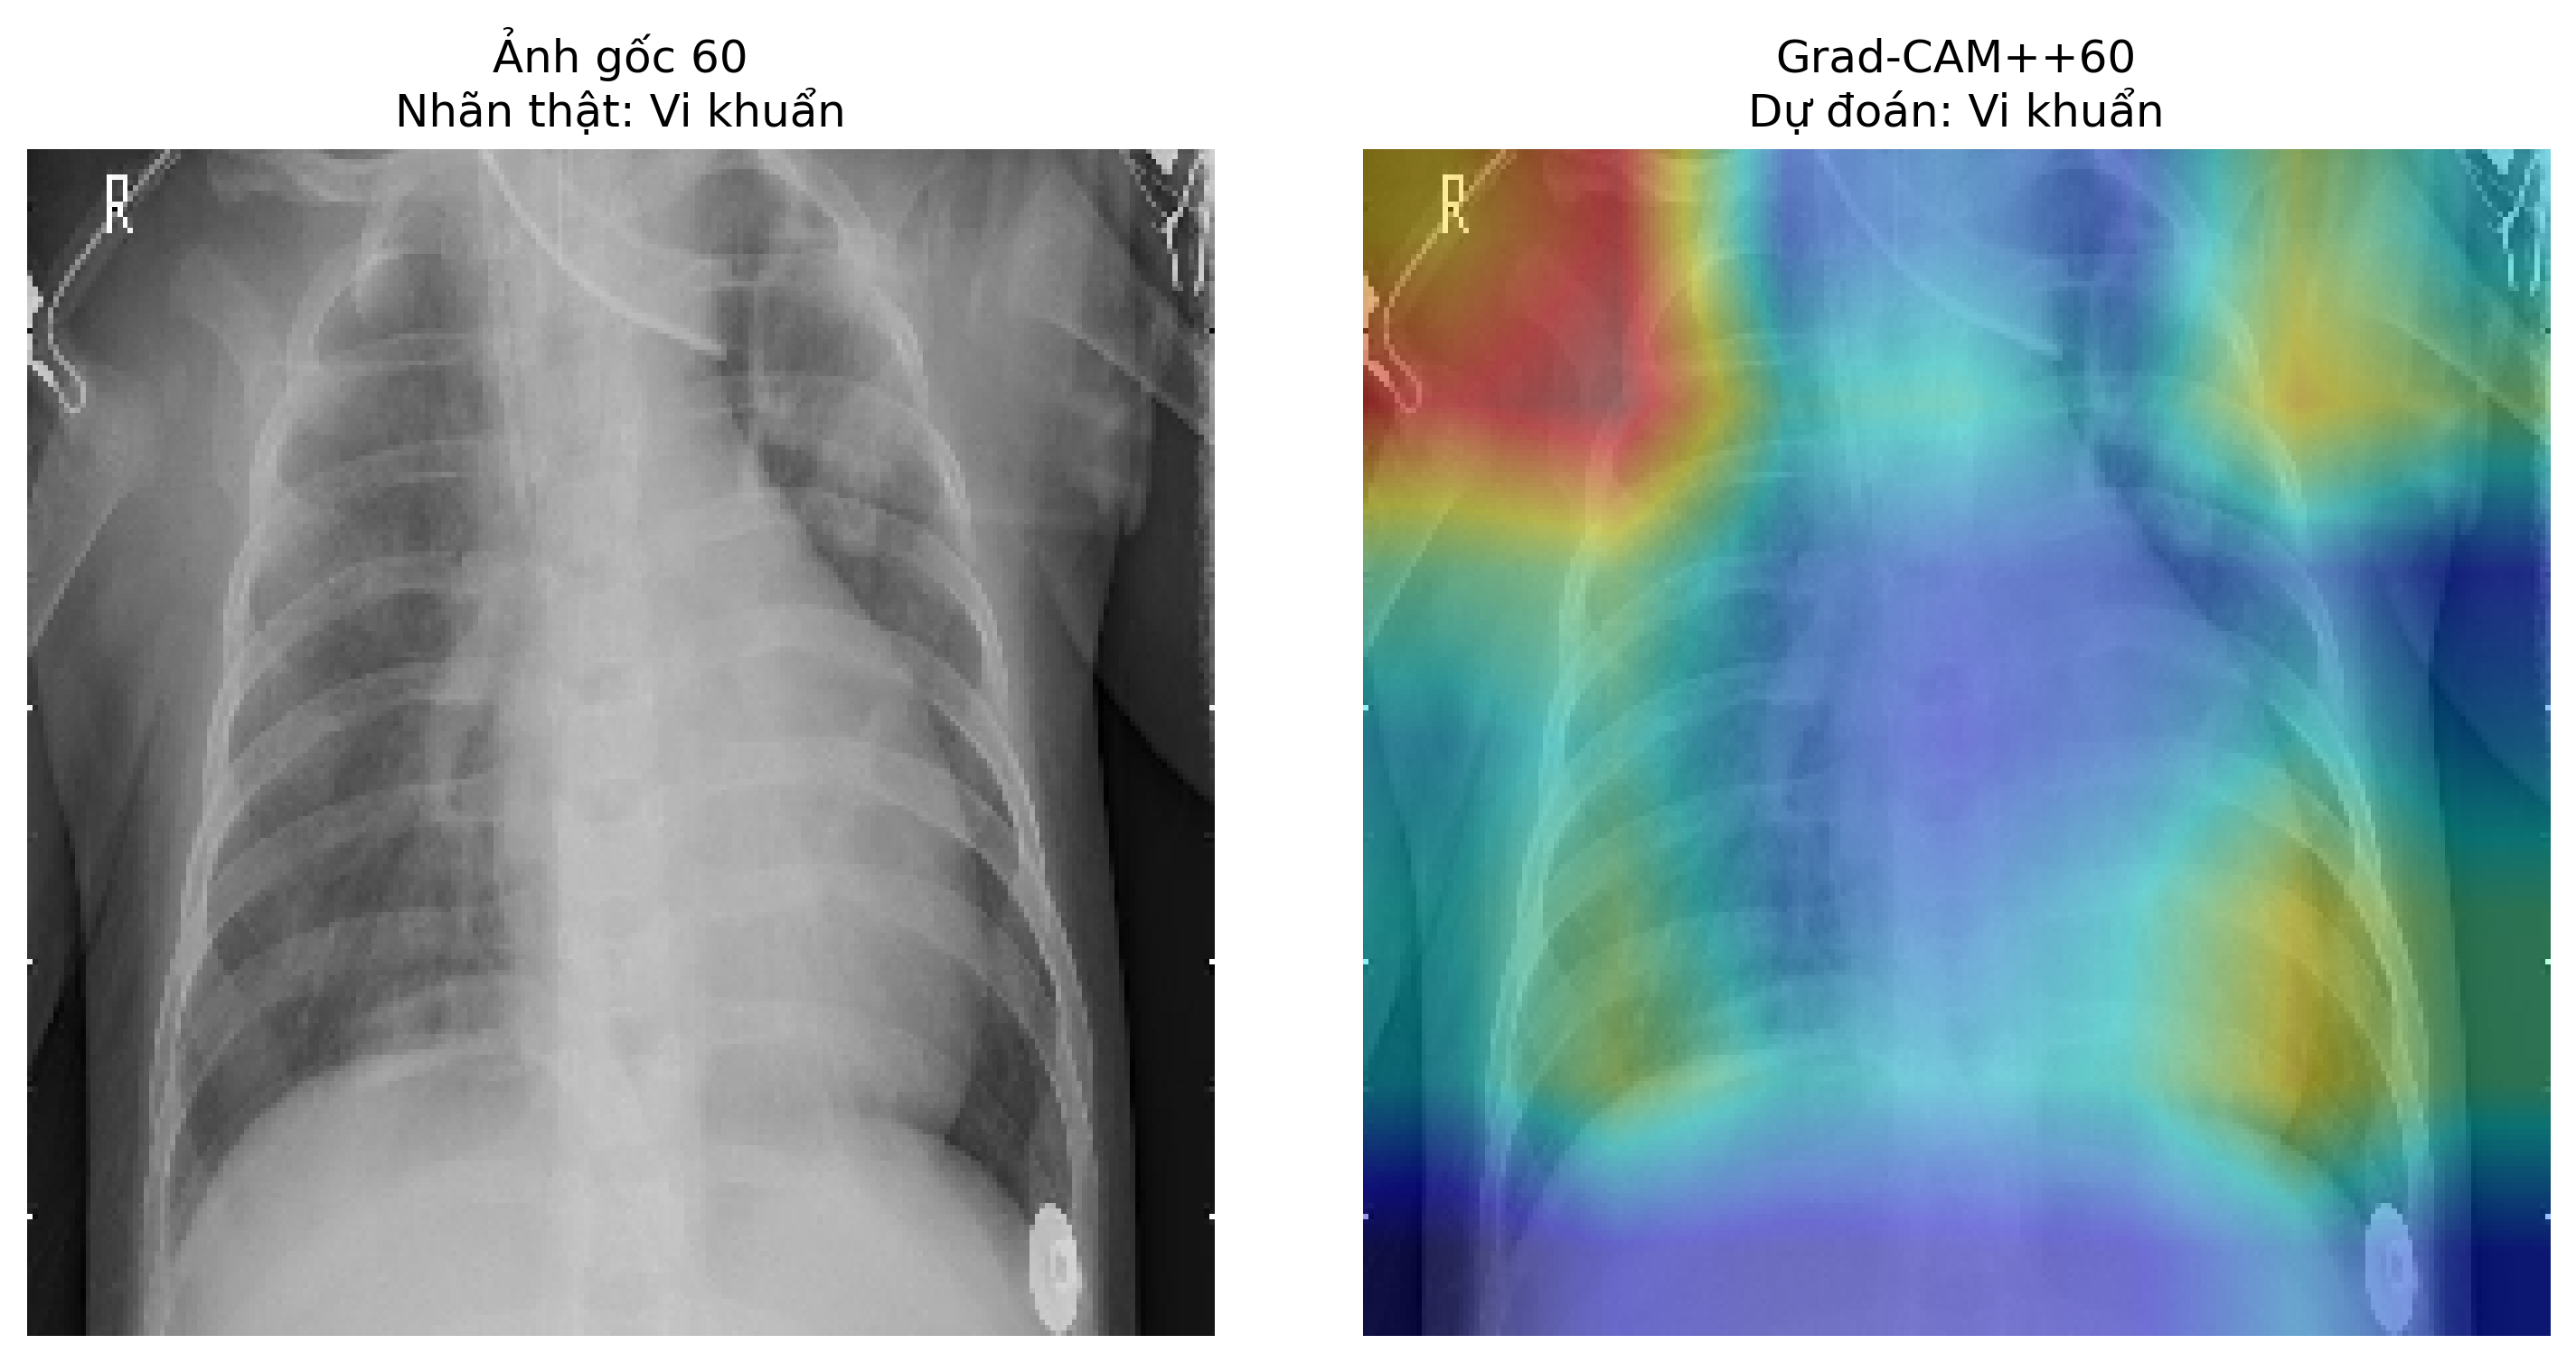 Ảnh gốc 60
Nhãn thật: Vi khuẩn
Grad-CAM++60
Dự đoán: Vi khuẩn
R
R